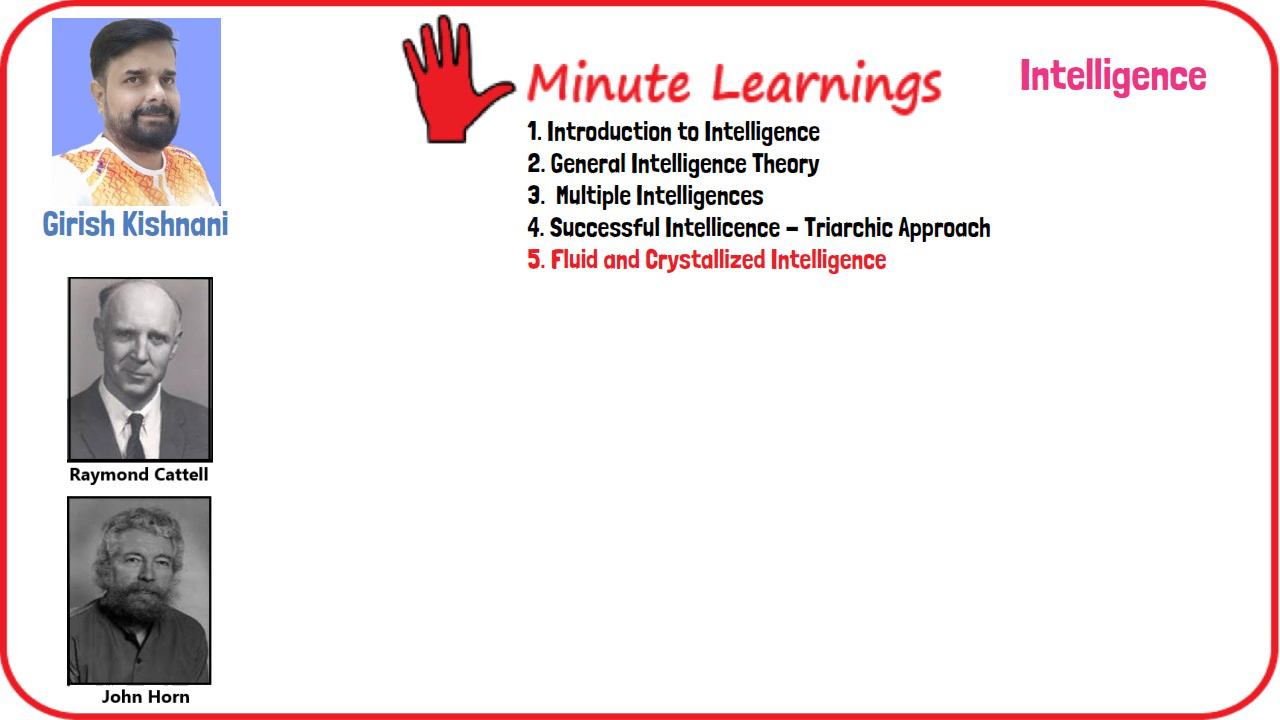 Minute Learnings
Intelligence
1. Introduction to Intelligence
2. General Intelligence Theory
3. Multiple Intelligences
4. Successful Intellicence – Triarchic Approach
5. Fluid and Crystallized Intelligence
Girish Kishnani
Raymond Cattell
John Horn